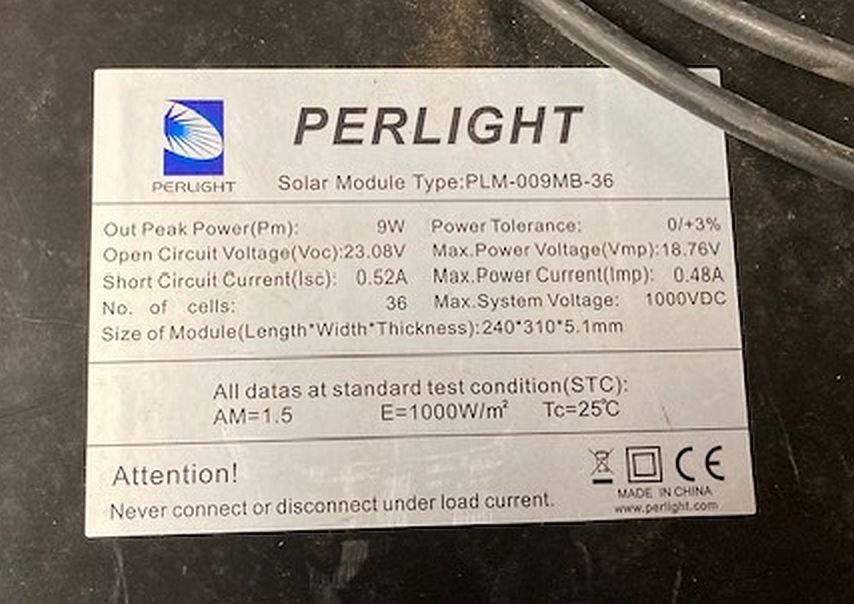 PERLIGHT
PERLIGHT
Solar Module Type:PLM-009MB-36
Out Peak Power(Pm): 9W Power Tolerance: 0/+3%
Open Circuit Voltage(Voc):23.08V Max.Power Voltage(Vmp):18.76V
Short Circuit Current(Isc): 0.52A Max.Power Current(Imp): 0.48A
No. of cells: 36 Max.System Voltage: 1000VDC
Size of Module(Length*Width*Thickness):240*310*5.1mm
All datas at standard test condition(STC):
AM=1.5 E=1000W/m² Tc=25℃
Attention!
Never connect or disconnect under load current.
CE
MADE IN CHINA
www.perlight.com